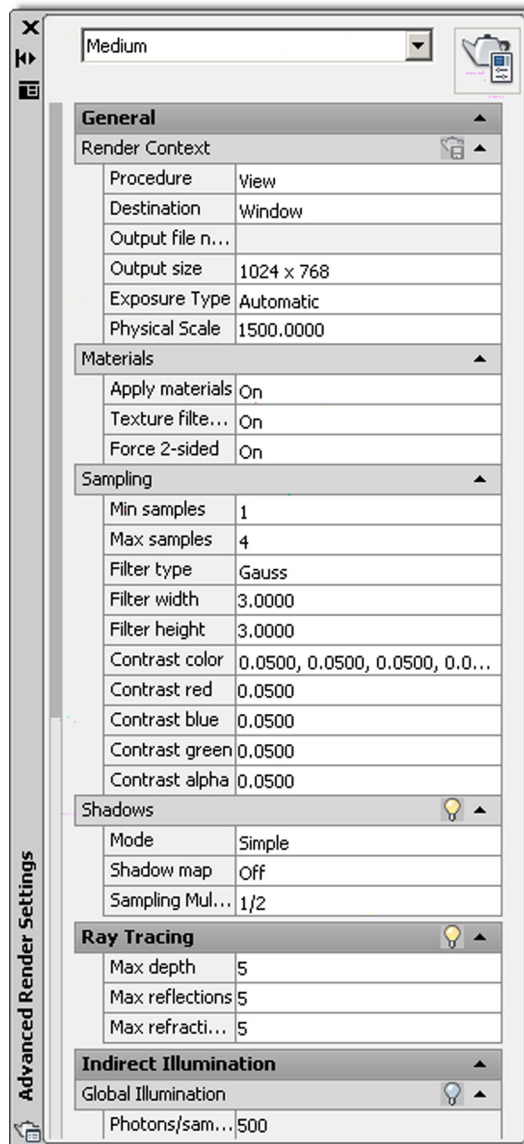 Medium
General
Render Context
Procedure View
Destination Window
Output file n...
Output size 1024 x 768
Exposure Type Automatic
Physical Scale 1500.0000
Materials
Apply materials On
Texture filte... On
Force 2-sided On
Sampling
Min samples 1
Max samples 4
Filter type Gauss
Filter width 3.0000
Filter height 3.0000
Contrast color 0.0500, 0.0500, 0.0500, 0.0...
Contrast red 0.0500
Contrast blue 0.0500
Contrast green 0.0500
Contrast alpha 0.0500
Shadows
Mode Simple
Shadow map Off
Sampling Mul... 1/2
Ray Tracing
Max depth 5
Max reflections 5
Max refracti... 5
Indirect Illumination
Global Illumination
Photons/sam... 500
Advanced Render Settings